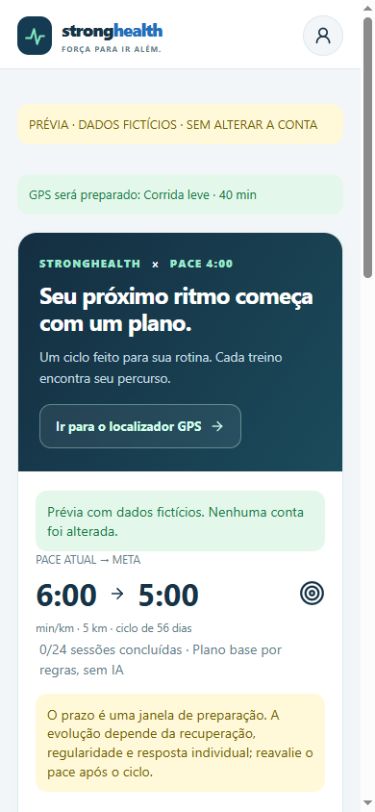 stronghealth
FORÇA PARA IR ALÉM.
PRÉVIA · DADOS FICTÍCIOS · SEM ALTERAR A CONTA
GPS será preparado: Corrida leve · 40 min
STRONGHEALTH × PACE 4:00
Seu próximo ritmo começa
com um plano.
Um ciclo feito para sua rotina. Cada treino
encontra seu percurso.
Ir para o localizador GPS →
Prévia com dados fictícios. Nenhuma conta
foi alterada.
PACE ATUAL → META
6:00 → 5:00
min/km · 5 km · ciclo de 56 dias
0/24 sessões concluídas · Plano base por
regras, sem IA
O prazo é uma janela de preparação. A
evolução depende da recuperação,
regularidade e resposta individual; reavalie o
pace após o ciclo.